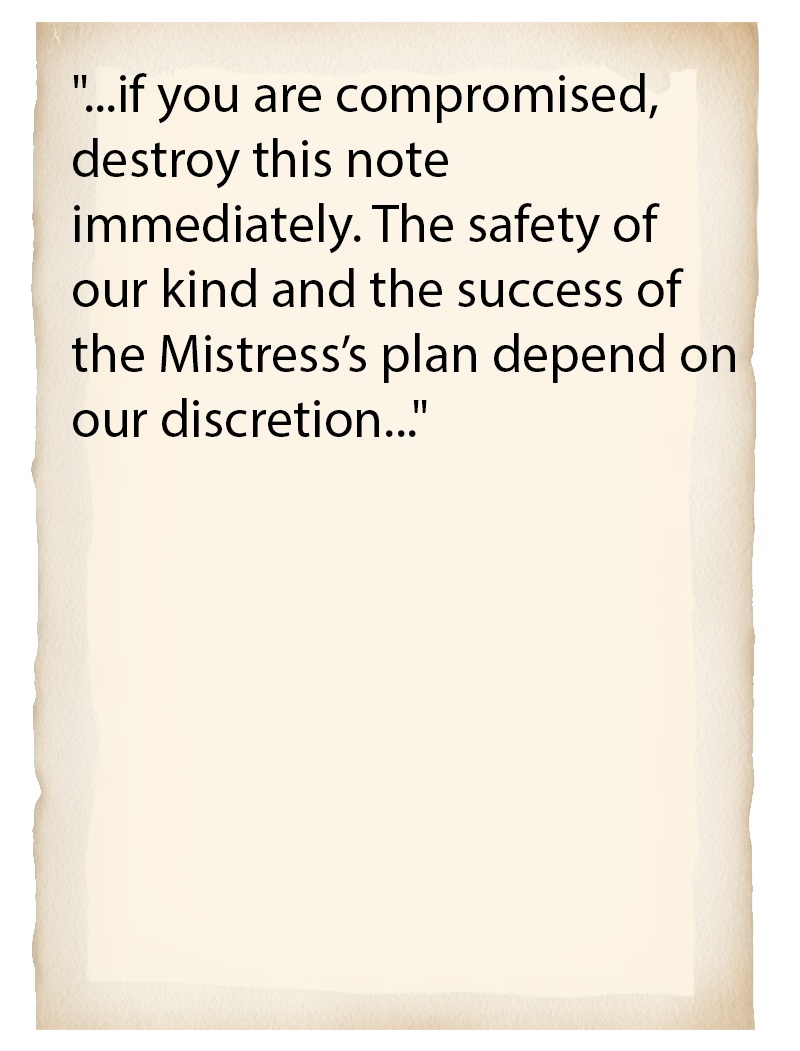 "...if you are compromised,
destroy this note
immediately. The safety of
our kind and the success of
the Mistress’s plan depend on
our discretion..."